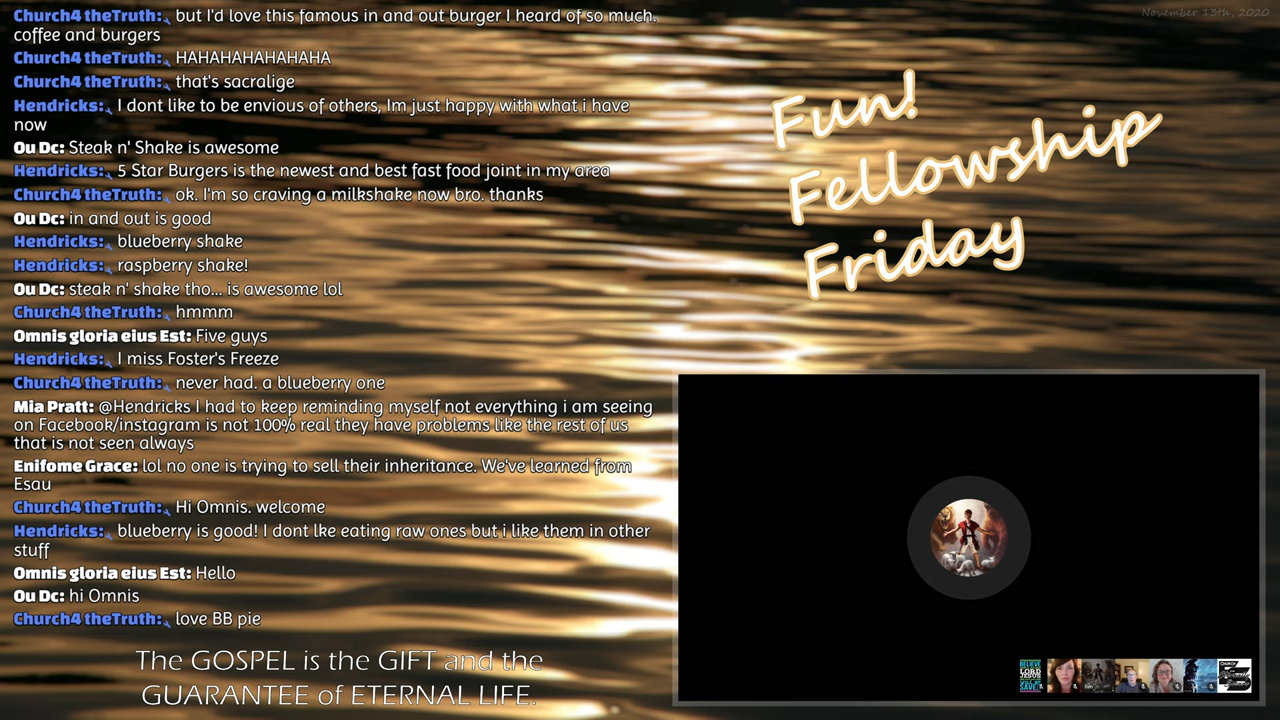 Church4 theTruth: but I'd love this famous in and out burger I heard of so much.
coffee and burgers
Church4 theTruth: HAHAHAHAHAHAHA
Church4 theTruth: that's sacralige
Hendricks: I dont like to be envious of others, Im just happy with what i have
now
Ou Dc: Steak n' Shake is awesome
Hendricks: 5 Star Burgers is the newest and best fast food joint in my area
Church4 theTruth: ok. I'm so craving a milkshake now bro. thanks
Ou Dc: in and out is good
Hendricks: blueberry shake
Hendricks: raspberry shake!
Ou Dc: steak n' shake tho... is awesome lol
Church4 theTruth: hmmm
Omnis gloria eius Est: Five guys
Hendricks: I miss Foster's Freeze
Church4 theTruth: never had. a blueberry one
Mia Pratt: @Hendricks I had to keep reminding myself not everything i am seeing
on Facebook/instagram is not 100% real they have problems like the rest of us
that is not seen always
Enifome Grace: lol no one is trying to sell their inheritance. We've learned from
Esau
Church4 theTruth: Hi Omnis. welcome
Hendricks: blueberry is good! I dont lke eating raw ones but i like them in other
stuff
Omnis gloria eius Est: Hello
Ou Dc: hi Omnis
Church4 theTruth: love BB pie
The GOSPEL is the GIFT and the
GUARANTEE of ETERNAL LIFE.
November 13th, 2020
Fun!
Fellowship
Friday
BELIEVE
LORD
JESUS
SAVE